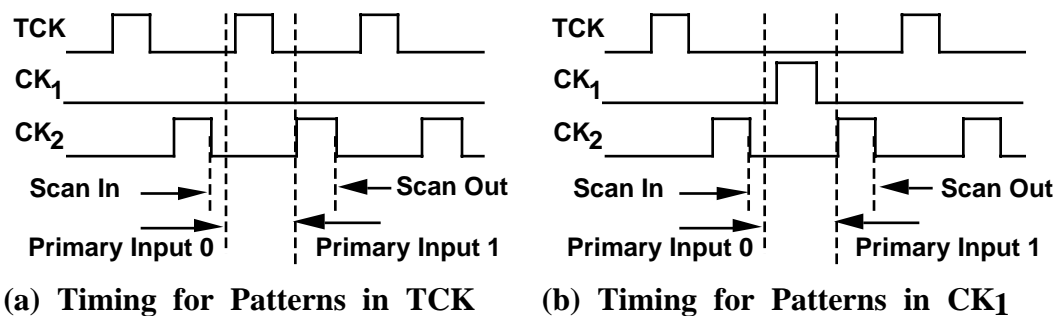 TCK
CK1
CK2
Scan In
Scan Out
Primary Input 0
Primary Input 1
(a) Timing for Patterns in TCK
TCK
CK1
CK2
Scan In
Scan Out
Primary Input 0
Primary Input 1
(b) Timing for Patterns in CK1